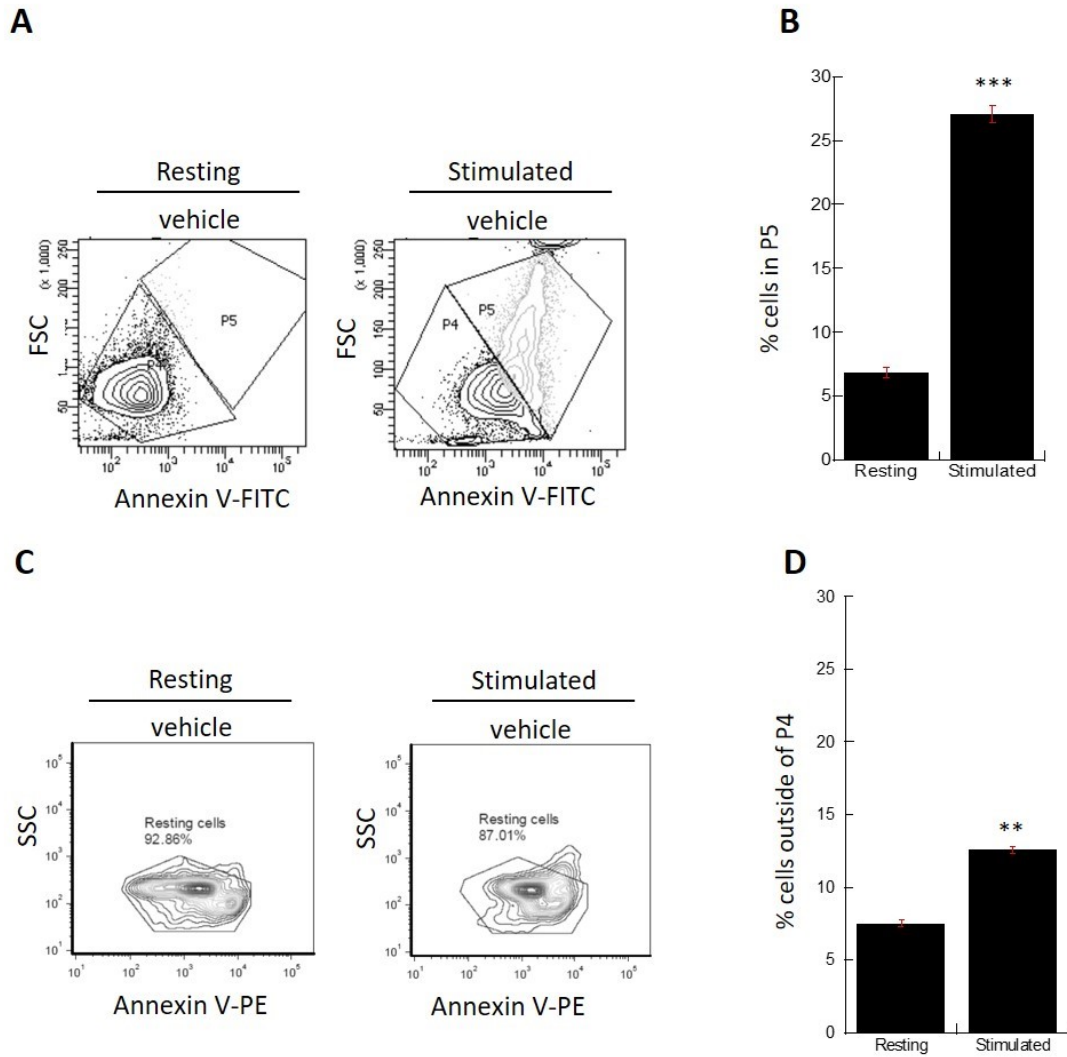 A
Resting
vehicle
(x 1,000)
FSC
50
200
250
P5
10²
10³
10⁴
10⁵
Annexin V-FITC
Stimulated
vehicle
(x 1,000)
FSC
50
100
150
200
250
P4
P5
10²
10³
10⁴
10⁵
Annexin V-FITC
B
% cells in P5
30
25
20
15
10
5
0
***
Resting
Stimulated
C
Resting
vehicle
SSC
10⁵
10⁴
10³
10²
10¹
Resting cells
92.86%
10¹
10²
10³
10⁴
10⁵
Annexin V-PE
Stimulated
vehicle
SSC
10⁵
10⁴
10³
10²
10¹
Resting cells
87.01%
10¹
10²
10³
10⁴
10⁵
Annexin V-PE
D
% cells outside of P4
30
25
20
15
10
5
0
**
Resting
Stimulated